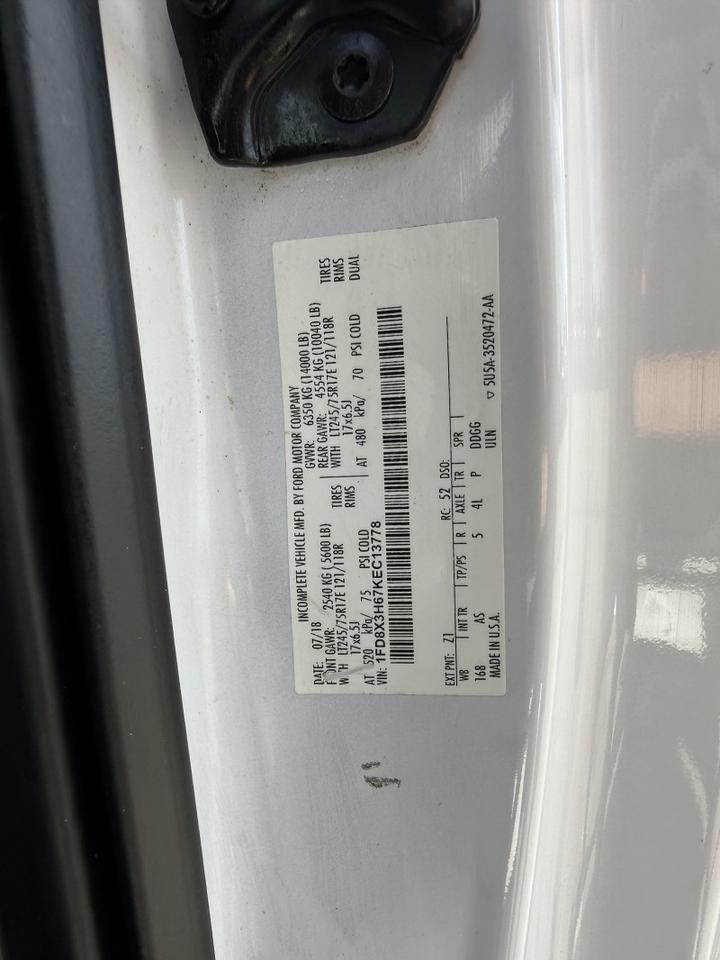 INCOMPLETE VEHICLE MFD. BY FORD MOTOR COMPANY
DATE: 07/18 GVWR: 6350 KG (14000 LB)
FRONT GAWR: 2540 KG (5600 LB) REAR GAWR: 4554 KG (10040 LB)
WITH LT245/75R17E 121/118R TIRES WITH LT245/75R17E 121/118R TIRES
17x6.5J RIMS 17x6.5J RIMS
AT 520 kPa/ 75 PSI COLD AT 480 kPa/ 70 PSI COLD DUAL
VIN: 1FD8X3H67KEC13778
EXT PNT: Z1 RC: 52 DSO:
WB INT TR TP/PS R AXLE TR SPR
168 AS 5 4L P DDGG
MADE IN U.S.A. ULN
▽ 5U5A-3520472-AA